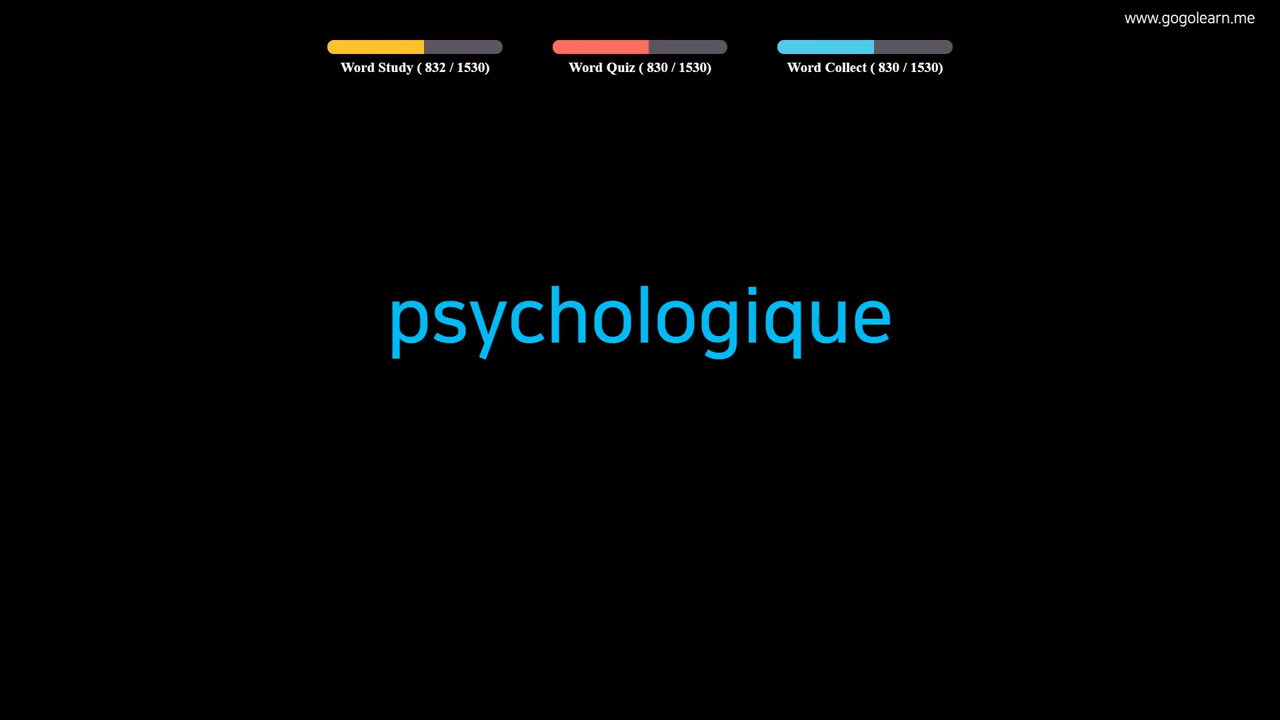 www.gogolearn.me
Word Study ( 832 / 1530)
Word Quiz ( 830 / 1530)
Word Collect ( 830 / 1530)
psychologique